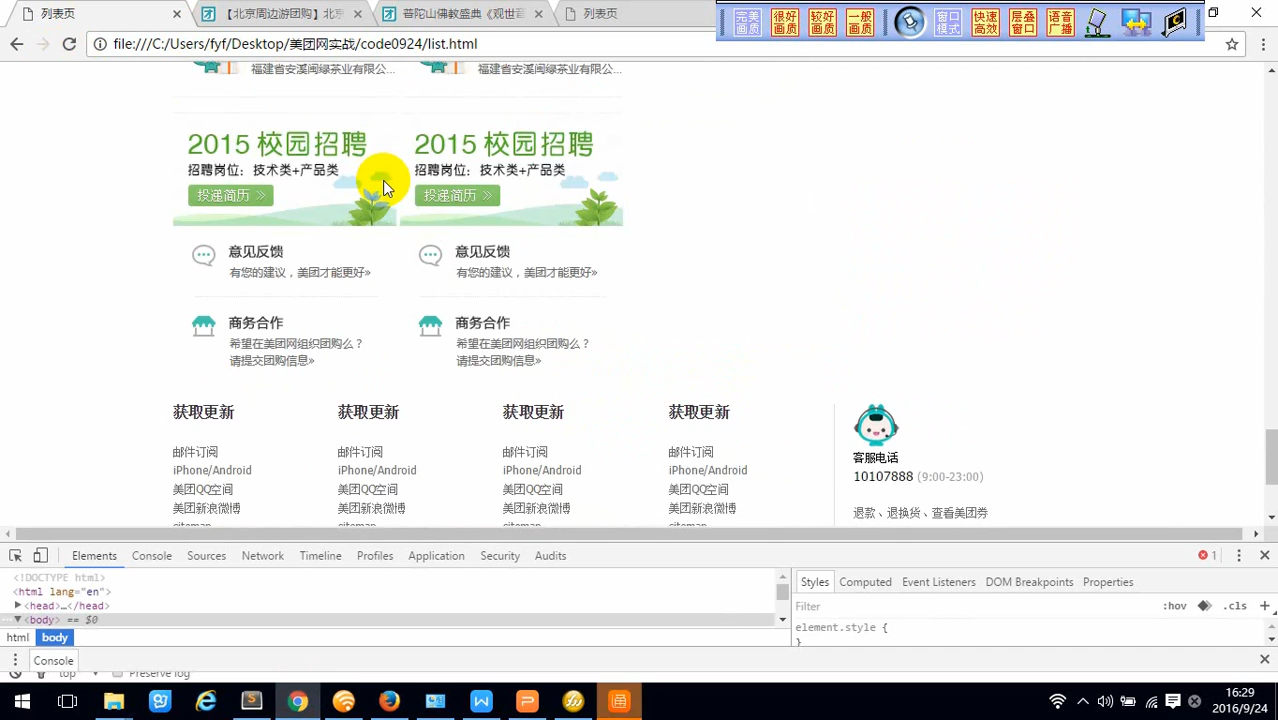 列表页
【北京周边游团购】北京
普陀山佛教盛典《观世音
列表页
完美画质
很好画质
较好画质
一般画质
窗口模式
快速高效
层叠窗口
语音广播
file:///C:/Users/fyf/Desktop/美团网实战/code0924/list.html
福建省安溪闽绿茶业有限公... 福建省安溪闽绿茶业有限公...
2015 校园招聘 2015 校园招聘
招聘岗位：技术类+产品类 招聘岗位：技术类+产品类
投递简历 投递简历
意见反馈 意见反馈
有您的建议，美团才能更好» 有您的建议，美团才能更好»
商务合作 商务合作
希望在美团网组织团购么？ 希望在美团网组织团购么？
请提交团购信息» 请提交团购信息»
获取更新 获取更新 获取更新 获取更新
邮件订阅 邮件订阅 邮件订阅 邮件订阅
客服电话
iPhone/Android iPhone/Android iPhone/Android iPhone/Android
10107888 (9:00-23:00)
美团QQ空间 美团QQ空间 美团QQ空间 美团QQ空间
美团新浪微博 美团新浪微博 美团新浪微博 美团新浪微博
退款、退换货、查看美团券
sitemap sitemap sitemap sitemap
Elements Console Sources Network Timeline Profiles Application Security Audits 1
<!DOCTYPE html>
<html lang="en">
<head>…</head>
<body> == $0
html body
Styles Computed Event Listeners DOM Breakpoints Properties
Filter :hov .cls
element.style {
}
Console
top Preserve log
16:29
2016/9/24